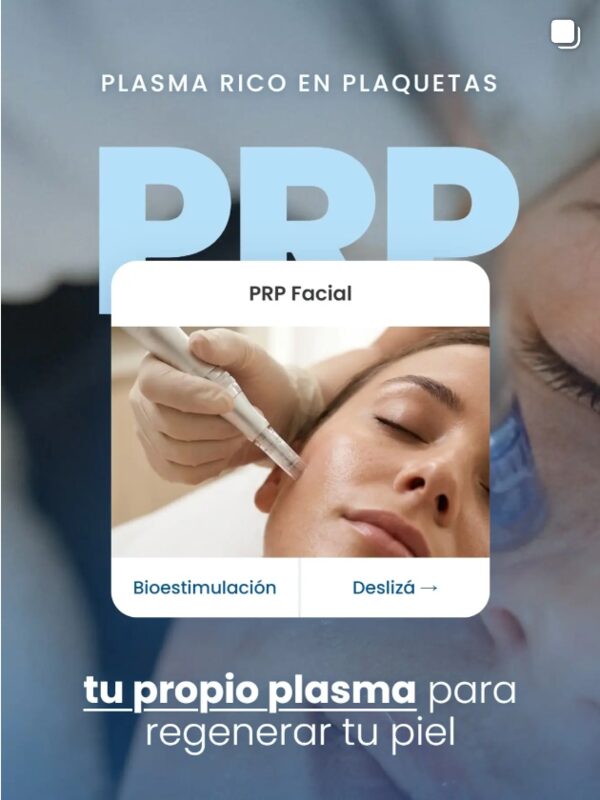 PLASMA RICO EN PLAQUETAS
PRP
PRP Facial
Bioestimulación
Deslizá →
tu propio plasma para
regenerar tu piel